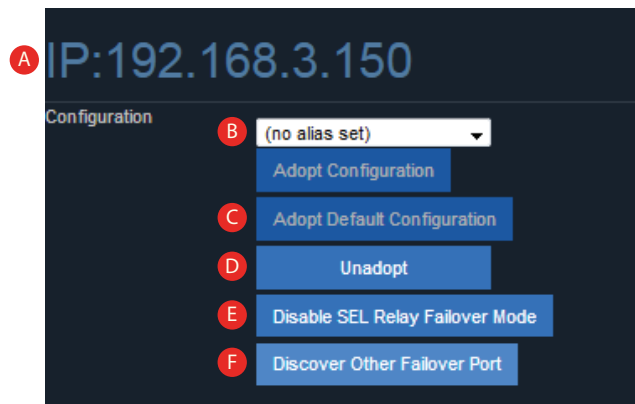 A IP:192.168.3.150
Configuration
B (no alias set)
Adopt Configuration
C Adopt Default Configuration
D Unadopt
E Disable SEL Relay Failover Mode
F Discover Other Failover Port